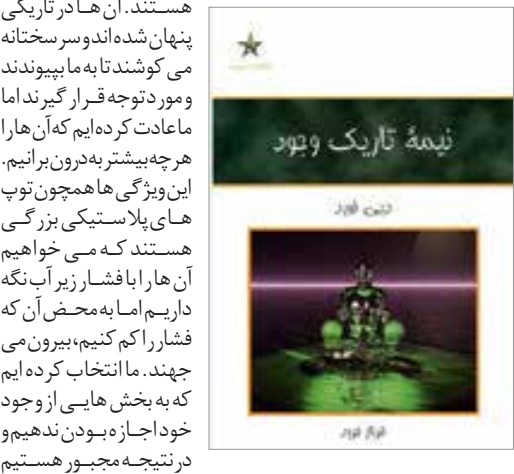 هستند. آن ها در تاریکی
پنهان شده‌اند و سرسختانه
می کوشند تا به ما بپیوندند
و مورد توجه قرار گیرند اما
ما عادت کرده‌ایم که آن ها را
هر چه بیشتر به درون برانیم.
این ویژگی ها همچون توپ
های پلاستیکی بزرگی
هستند که می خواهیم
آن ها را با فشار زیر آب نگه
داریم اما به محض آن که
فشار را کم کنیم، بیرون می
جهند. ما انتخاب کرده ایم
که به بخش هایی از وجود
خود اجازه بودن ندهیم و
در نتیجه مجبور هستیم
نیمهٔ تاریک وجود
دبی فورد